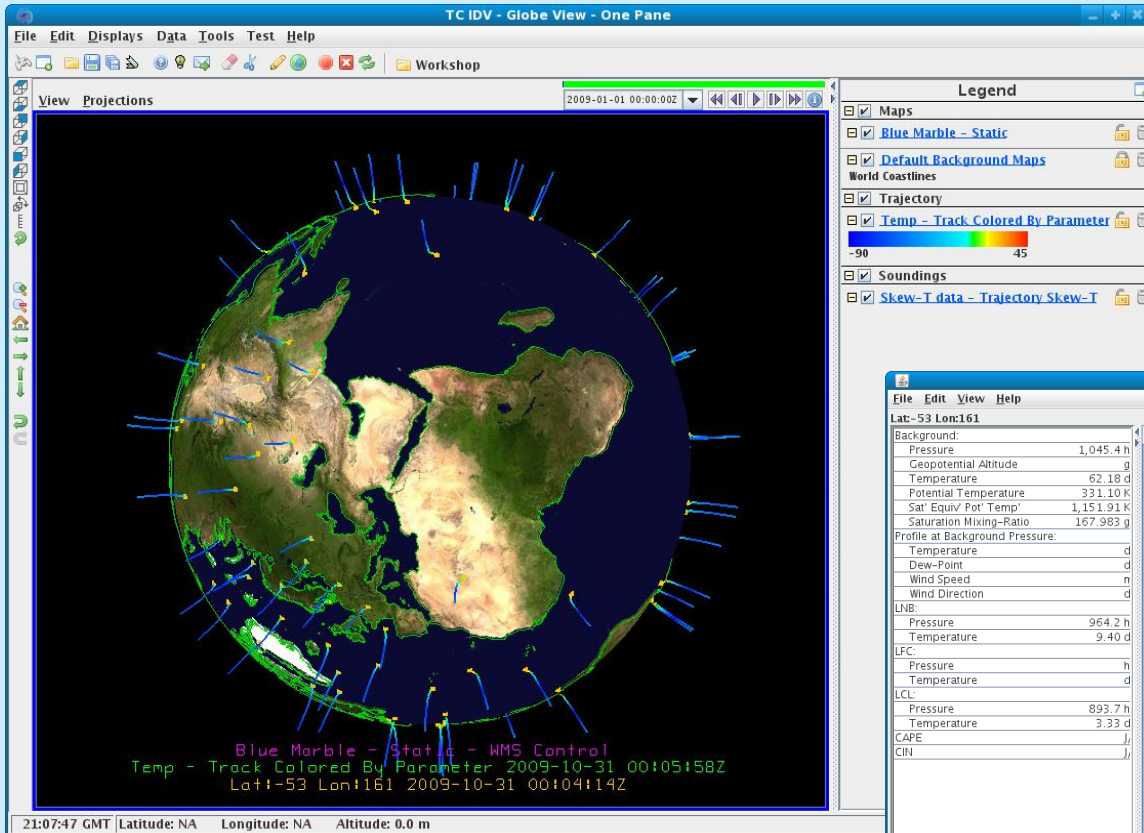 TC IDV - Globe View - One Pane
File Edit Displays Data Tools Test Help
Workshop
View Projections
2009-01-01 00:00:00Z
Legend
Maps
Blue Marble - Static
Default Background Maps
World Coastlines
Trajectory
Temp - Track Colored By Parameter
-90 45
Soundings
Skew-T data - Trajectory Skew-T
File Edit View Help
Lat:-53 Lon:161
Background:
Pressure 1,045.4 h
Geopotential Altitude g
Temperature 62.18 d
Potential Temperature 331.10 K
Sat' Equiv' Pot' Temp' 1,151.91 K
Saturation Mixing-Ratio 167.983 g
Profile at Background Pressure:
Temperature d
Dew-Point d
Wind Speed m
Wind Direction d
LNB:
Pressure 964.2 h
Temperature 9.40 d
LFC:
Pressure h
Temperature d
LCL:
Pressure 893.7 h
Temperature 3.33 d
CAPE J/
CIN J/
Blue Marble - Static - WMS Control
Temp - Track Colored By Parameter 2009-10-31 00:05:58Z
Lat:-53 Lon:161 2009-10-31 00:04:14Z
21:07:47 GMT Latitude: NA Longitude: NA Altitude: 0.0 m